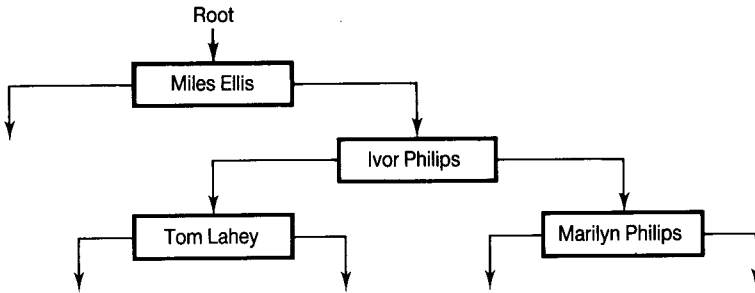 Root
Miles Ellis
Ivor Philips
Tom Lahey
Marilyn Philips